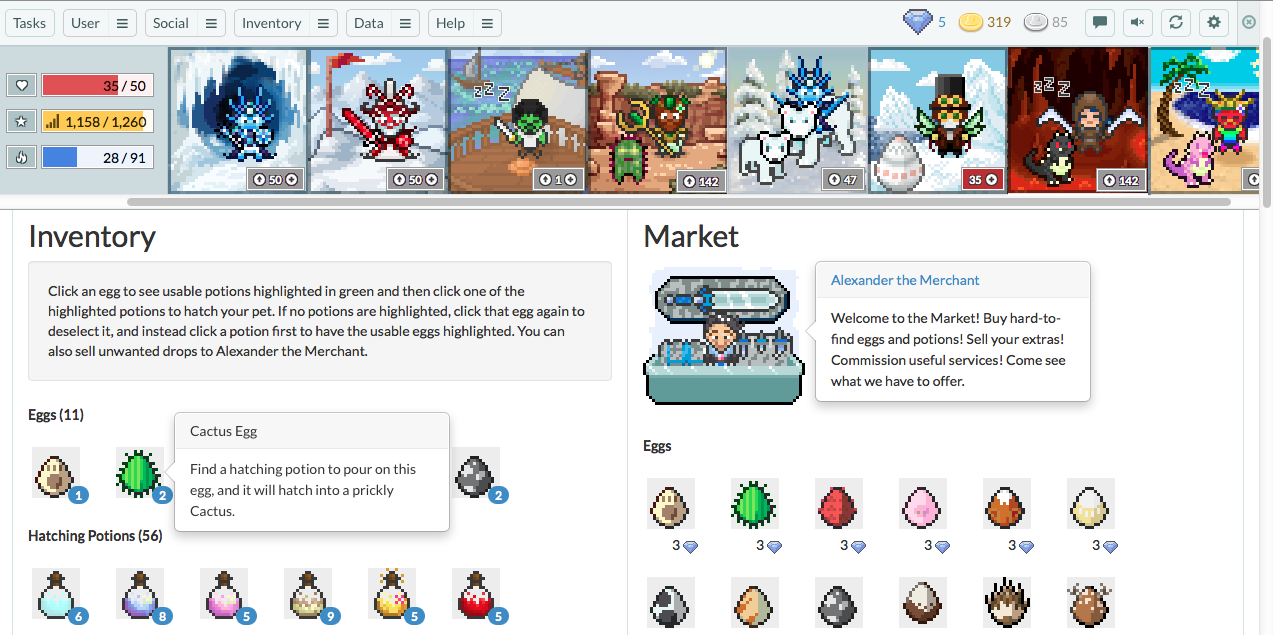 Tasks User Social Inventory Data Help 5 319 85
35 / 50
1,158 / 1,260
28 / 91
z z z
z z z
z z z
50 50 1 142 47 35 142
Inventory
Click an egg to see usable potions highlighted in green and then click one of the
highlighted potions to hatch your pet. If no potions are highlighted, click that egg again to
deselect it, and instead click a potion first to have the usable eggs highlighted. You can
also sell unwanted drops to Alexander the Merchant.
Eggs (11)
Cactus Egg
Find a hatching potion to pour on this
egg, and it will hatch into a prickly
Cactus.
1 2 2
Hatching Potions (56)
6 8 5 9 5 5
Market
Alexander the Merchant
Welcome to the Market! Buy hard-to-
find eggs and potions! Sell your extras!
Commission useful services! Come see
what we have to offer.
Eggs
3 3 3 3 3 3